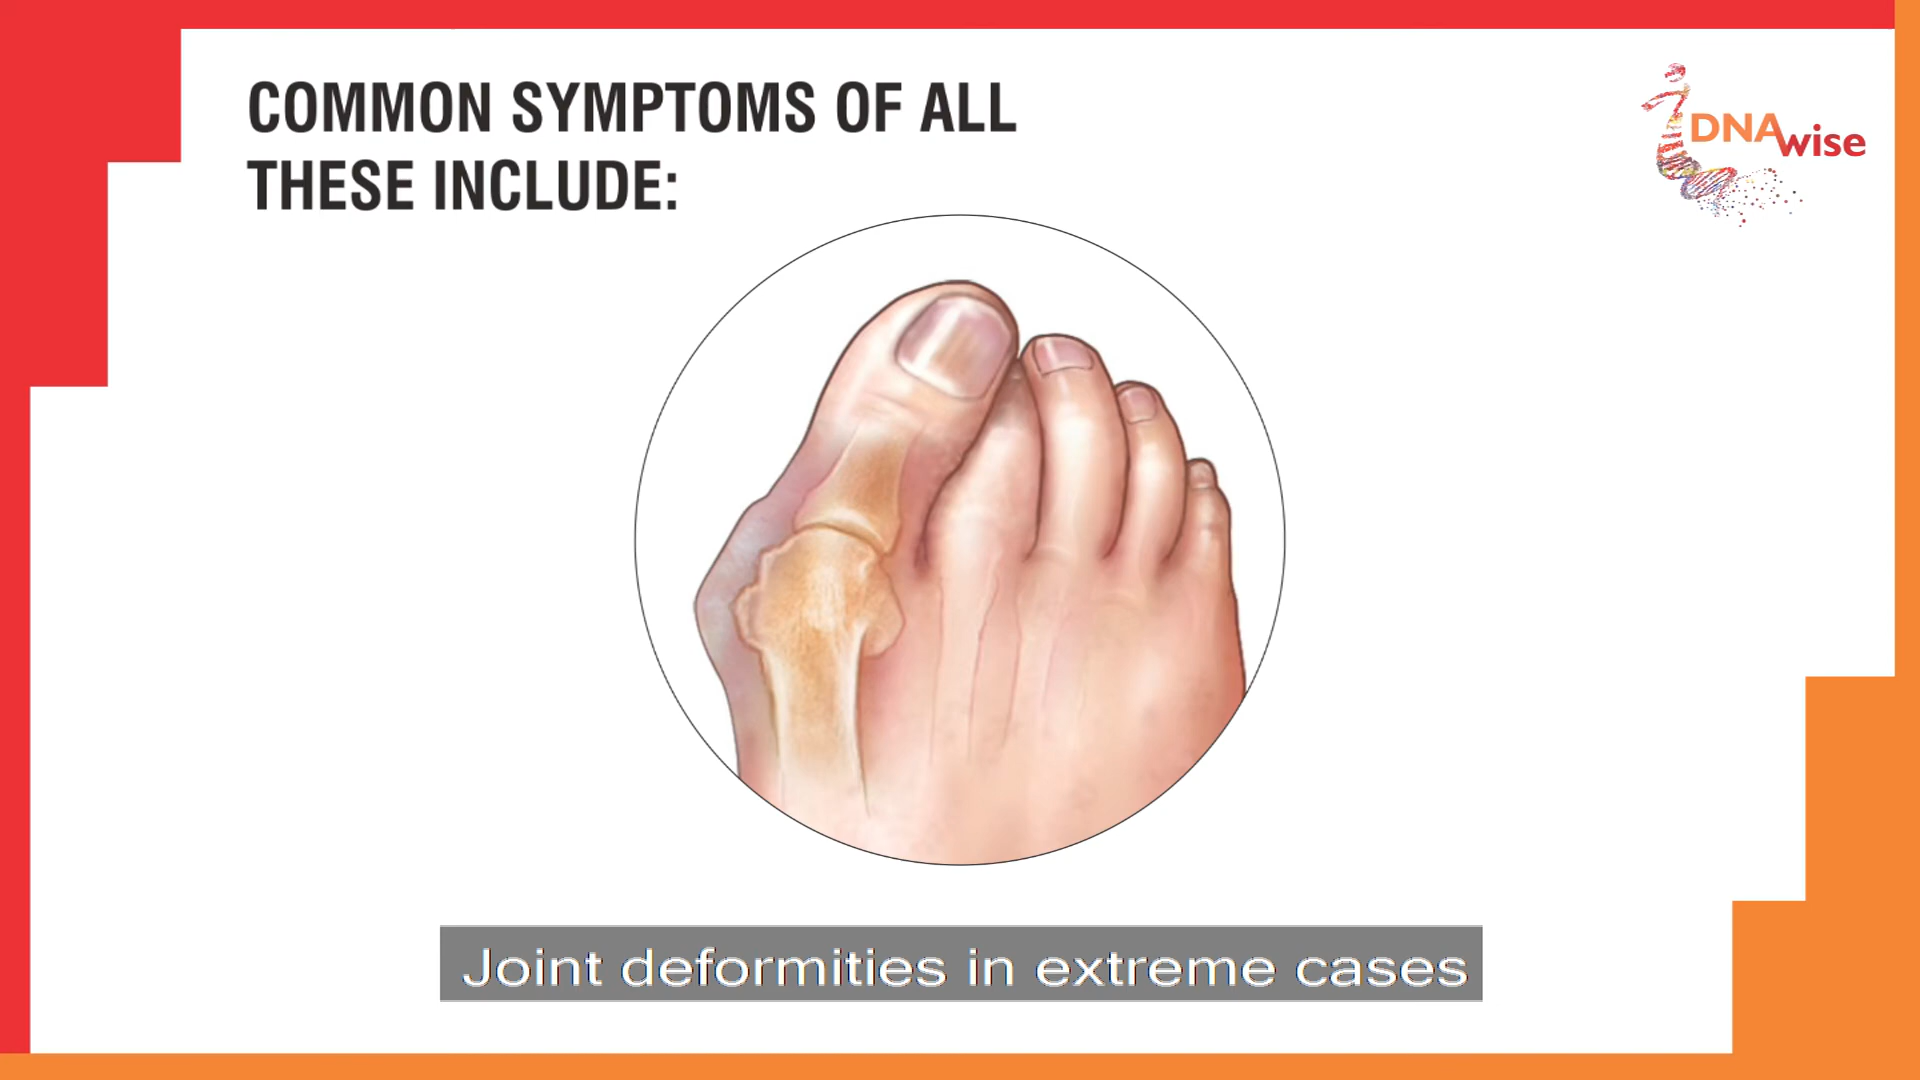 COMMON SYMPTOMS OF ALL
THESE INCLUDE:
DNAwise
Joint deformities in extreme cases